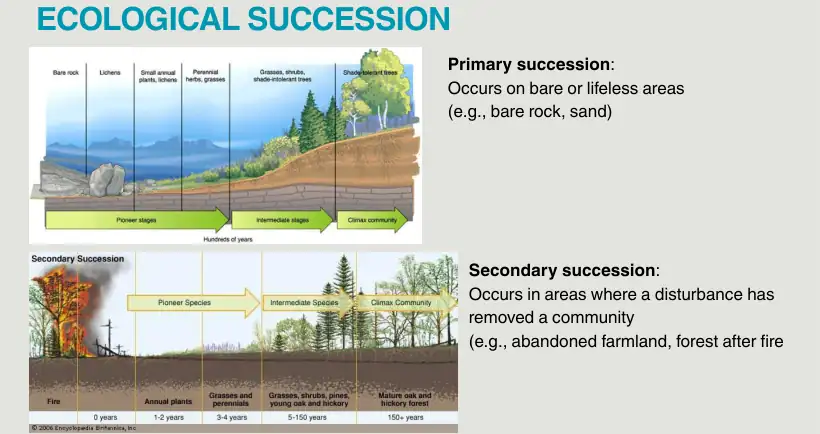 ECOLOGICAL SUCCESSION
Bare rock
Lichens
Small annual
plants, lichens
Perennial
herbs, grasses
Grasses, shrubs,
shade-intolerant trees
Shade-tolerant trees
Pioneer stages
Intermediate stages
Climax community
Hundreds of years
Primary succession:
Occurs on bare or lifeless areas
(e.g., bare rock, sand)
Secondary Succession
Pioneer Species
Intermediate Species
Climax Community
Fire
Annual plants
Grasses and
perennials
Grasses, shrubs, pines,
young oak and hickory
Mature oak and
hickory forest
0 years
1-2 years
3-4 years
5-150 years
150+ years
© 2006 Encyclopædia Britannica, Inc.
Secondary succession:
Occurs in areas where a disturbance has
removed a community
(e.g., abandoned farmland, forest after fire